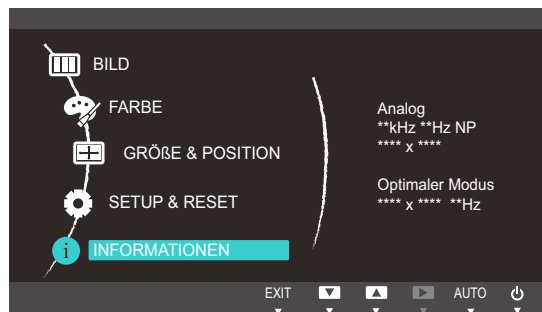 BILD
FARBE
GRÖßE & POSITION
SETUP & RESET
i INFORMATIONEN
Analog
**kHz **Hz NP
**** x ****
Optimaler Modus
**** x **** **Hz
EXIT AUTO